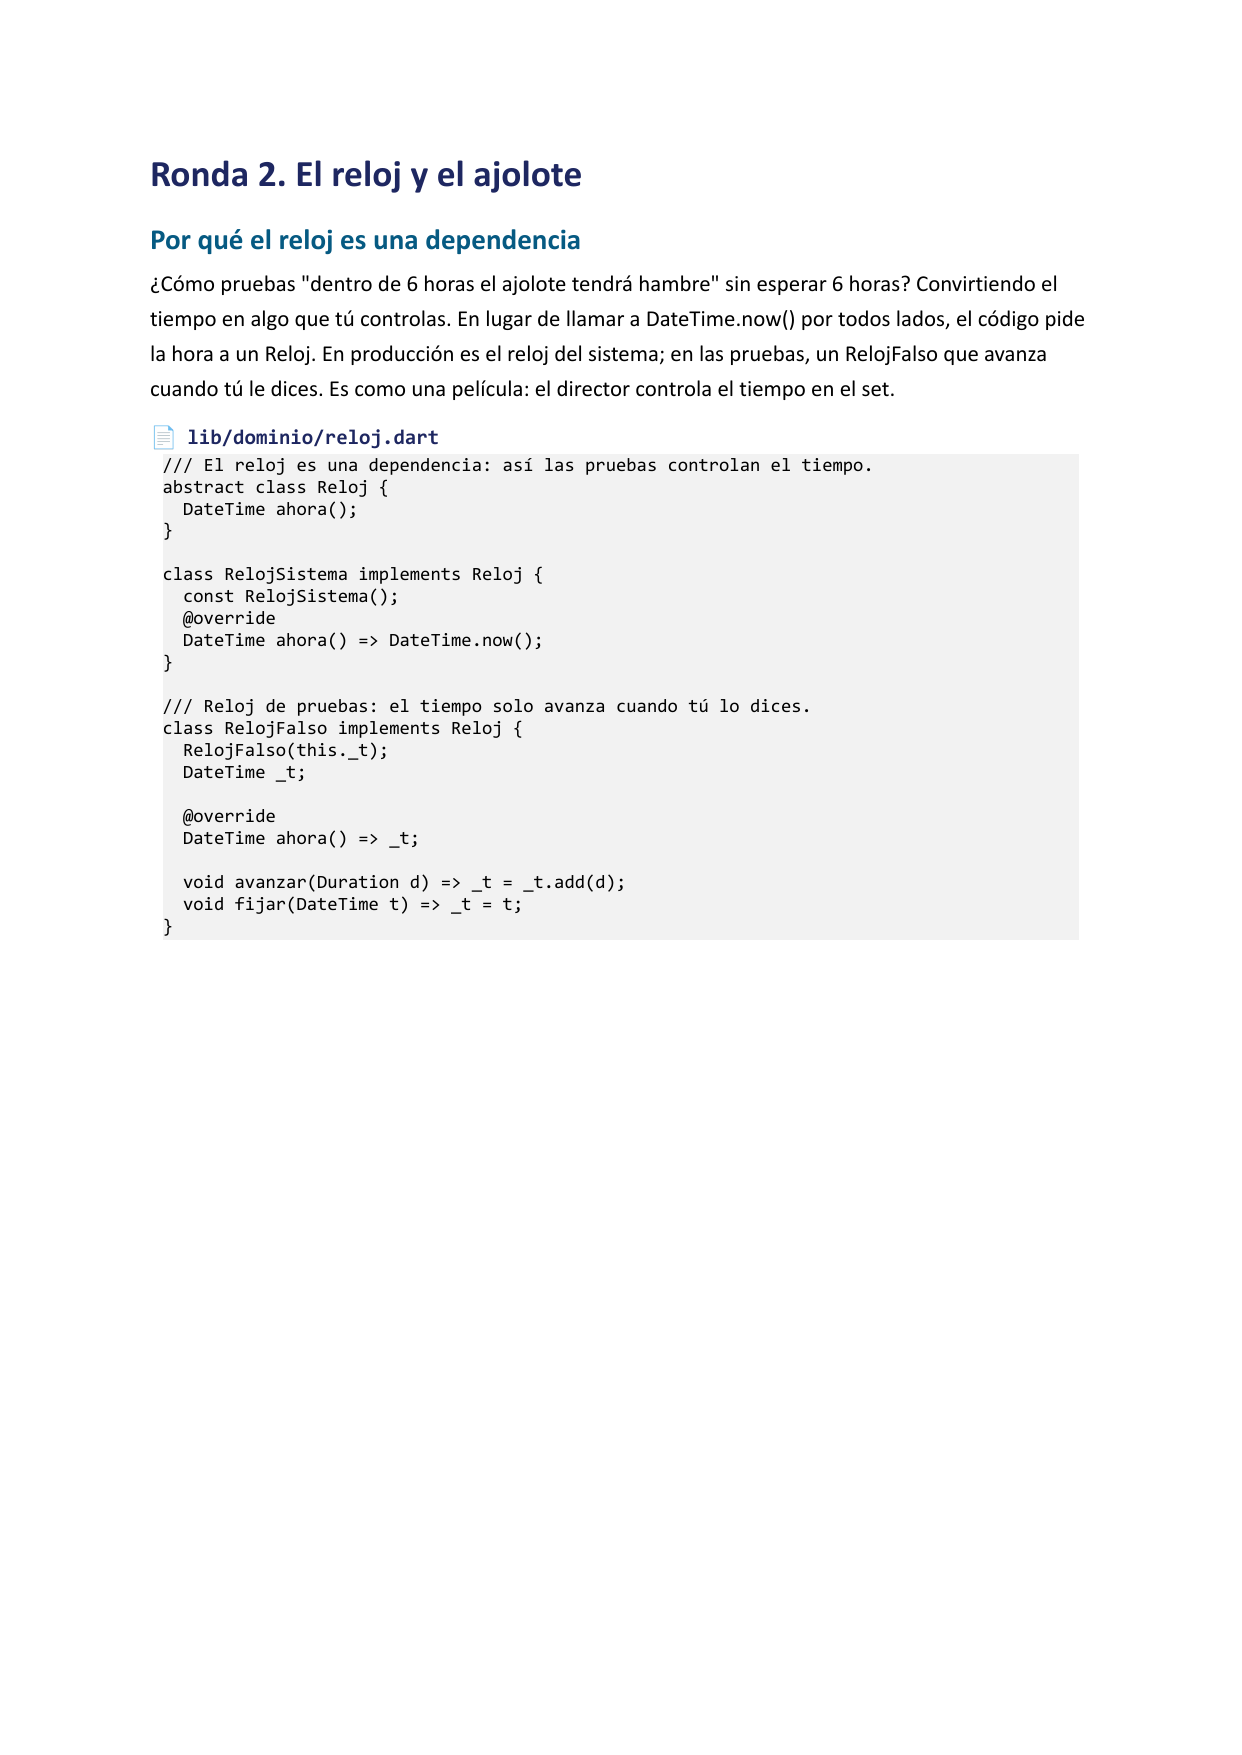 Ronda 2. El reloj y el ajolote
Por qué el reloj es una dependencia
¿Cómo pruebas "dentro de 6 horas el ajolote tendrá hambre" sin esperar 6 horas? Convirtiendo el
tiempo en algo que tú controlas. En lugar de llamar a DateTime.now() por todos lados, el código pide
la hora a un Reloj. En producción es el reloj del sistema; en las pruebas, un RelojFalso que avanza
cuando tú le dices. Es como una película: el director controla el tiempo en el set.
lib/dominio/reloj.dart
/// El reloj es una dependencia: así las pruebas controlan el tiempo.
abstract class Reloj {
  DateTime ahora();
}

class RelojSistema implements Reloj {
  const RelojSistema();
  @override
  DateTime ahora() => DateTime.now();
}

/// Reloj de pruebas: el tiempo solo avanza cuando tú lo dices.
class RelojFalso implements Reloj {
  RelojFalso(this._t);
  DateTime _t;

  @override
  DateTime ahora() => _t;

  void avanzar(Duration d) => _t = _t.add(d);
  void fijar(DateTime t) => _t = t;
}